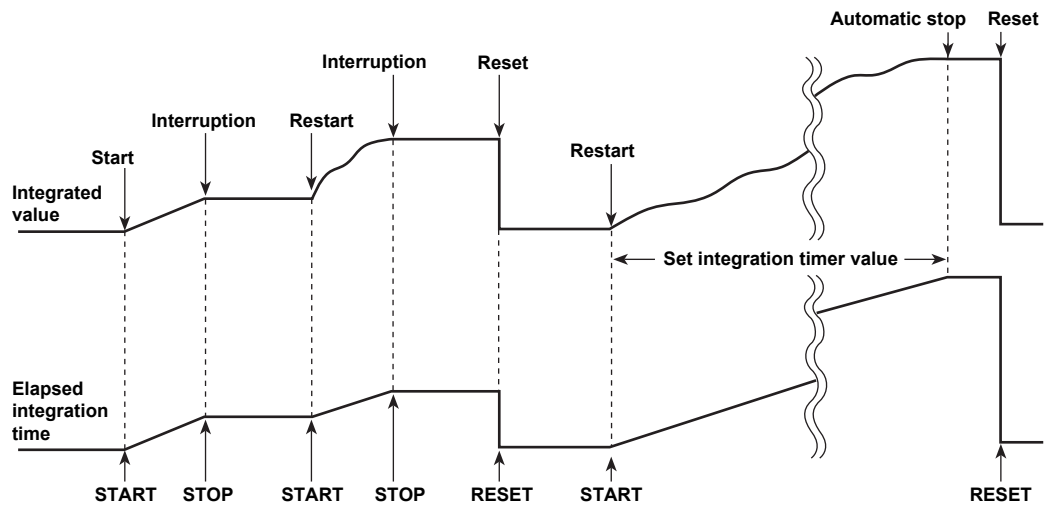 Automatic stop
Reset
Interruption
Reset
Interruption
Restart
Restart
Start
Integrated
value
Set integration timer value
Elapsed
integration
time
START
STOP
START
STOP
RESET
START
RESET